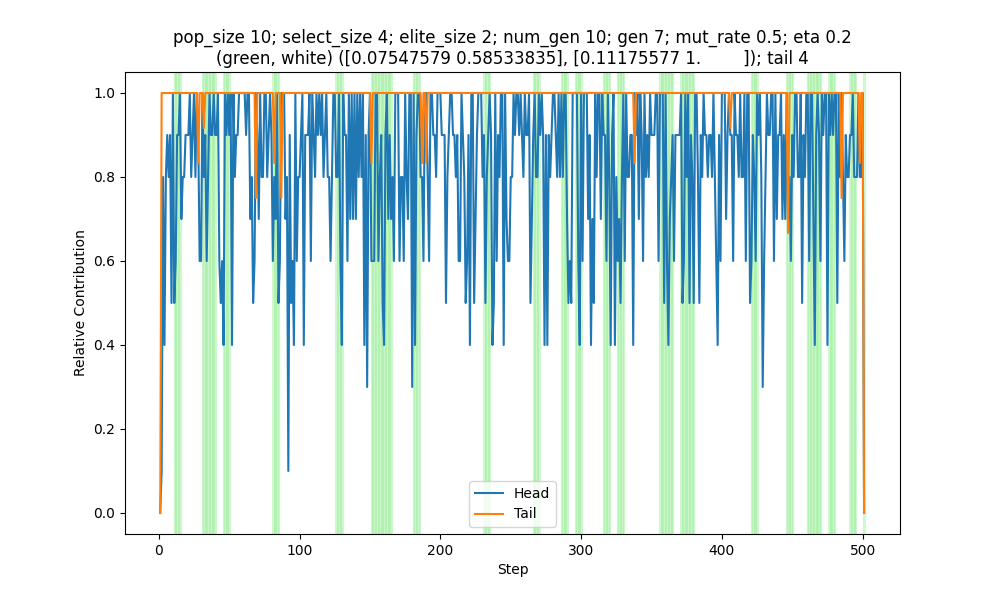 pop_size 10; select_size 4; elite_size 2; num_gen 10; gen 7; mut_rate 0.5; eta 0.2
(green, white) ([0.07547579 0.58533835], [0.11175577 1.        ]); tail 4
1.0
0.8
0.6
0.4
0.2
0.0
Relative Contribution
Head
Tail
0 100 200 300 400 500
Step